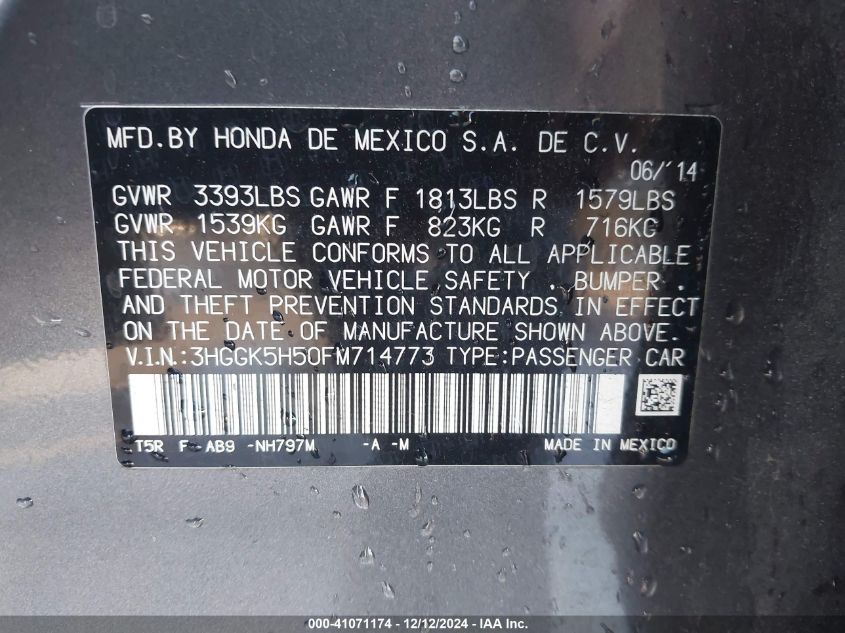 MFD.BY HONDA DE MEXICO S.A. DE C.V.
06/'14
GVWR 3393LBS GAWR F 1813LBS R 1579LBS
GVWR 1539KG GAWR F 823KG R 716KG
THIS VEHICLE CONFORMS TO ALL APPLICABLE
FEDERAL MOTOR VEHICLE SAFETY . BUMPER .
AND THEFT PREVENTION STANDARDS IN EFFECT
ON THE DATE OF MANUFACTURE SHOWN ABOVE.
V.I.N.:3HGGK5H50FM714773 TYPE:PASSENGER CAR
T5R F -AB9 -NH797M -A -M MADE IN MEXICO
000-41071174 - 12/12/2024 - IAA Inc.